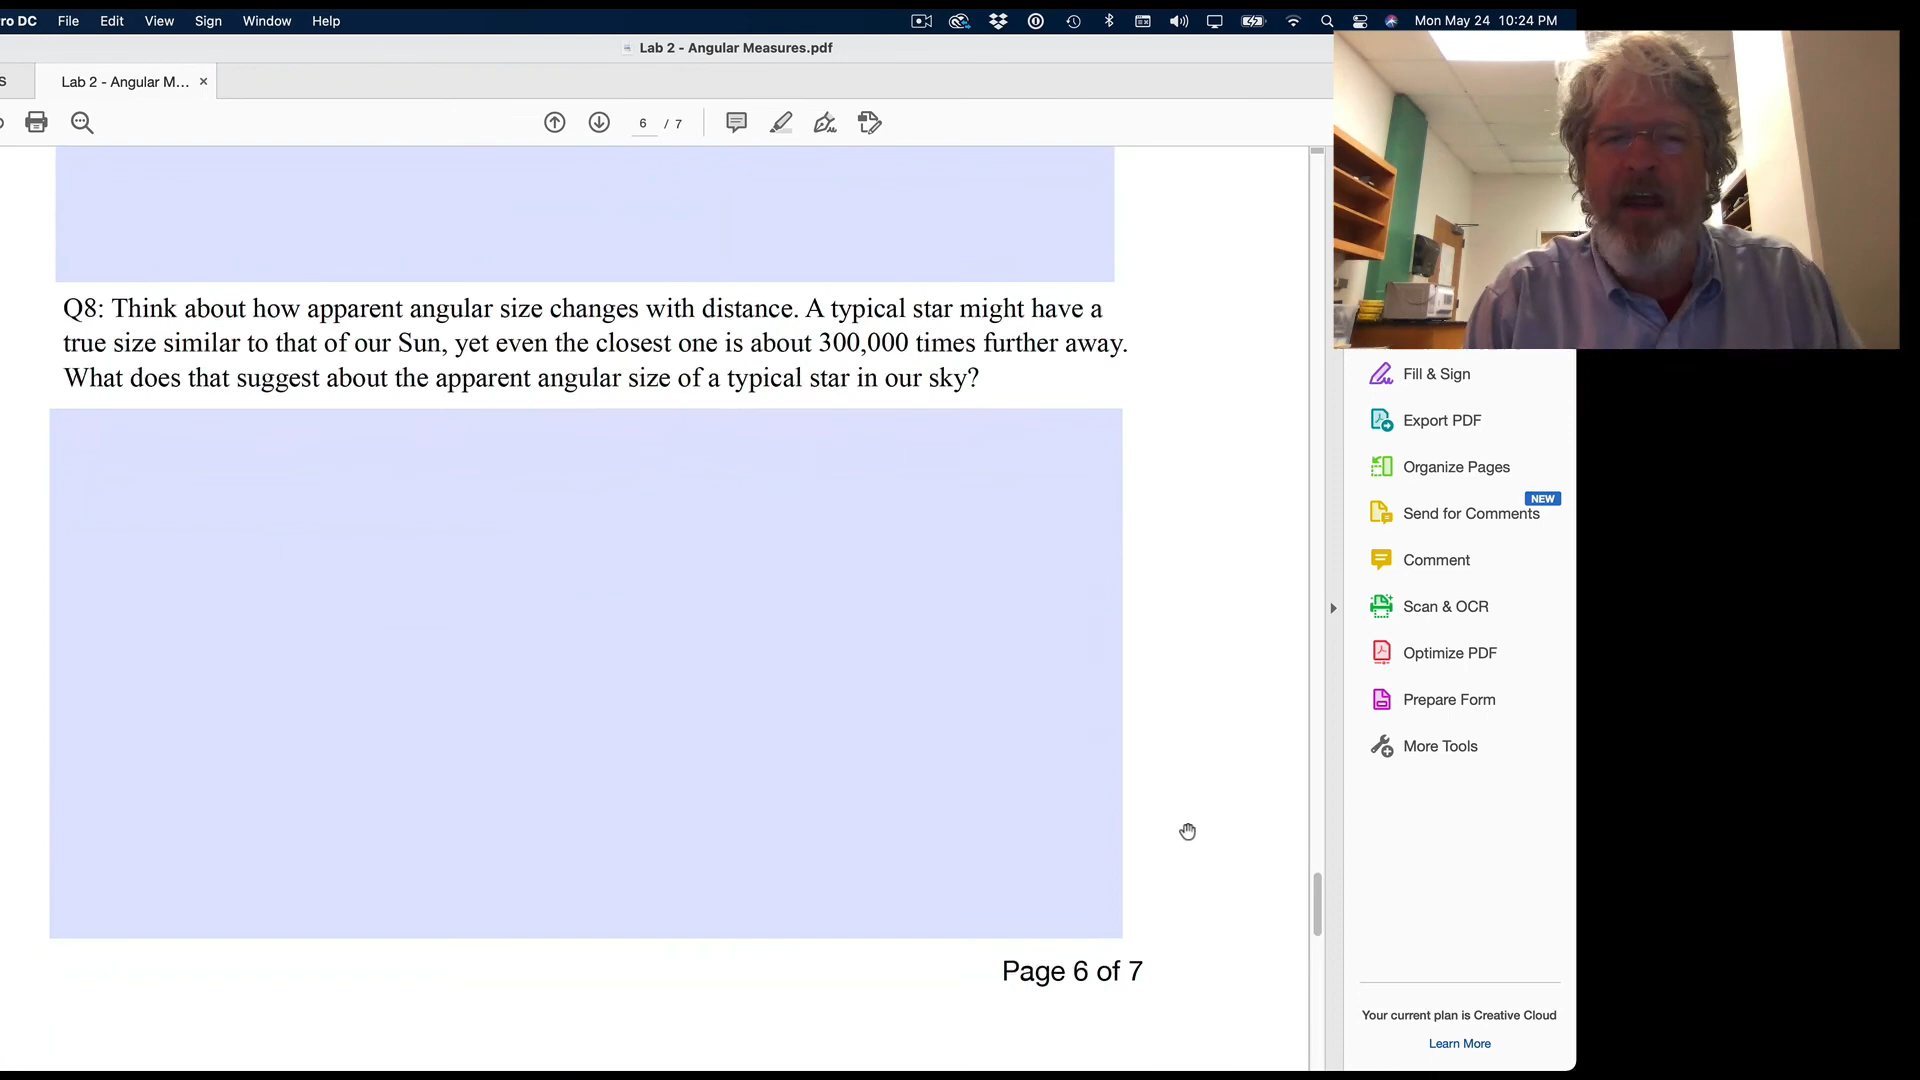 ro DC File Edit View Sign Window Help Mon May 24 10:24 PM
Lab 2 - Angular Measures.pdf
S Lab 2 - Angular M... ×
6 / 7
Q8: Think about how apparent angular size changes with distance. A typical star might have a
true size similar to that of our Sun, yet even the closest one is about 300,000 times further away.
What does that suggest about the apparent angular size of a typical star in our sky?
Page 6 of 7
Fill & Sign
Export PDF
Organize Pages
NEW
Send for Comments
Comment
Scan & OCR
Optimize PDF
Prepare Form
More Tools
Your current plan is Creative Cloud
Learn More